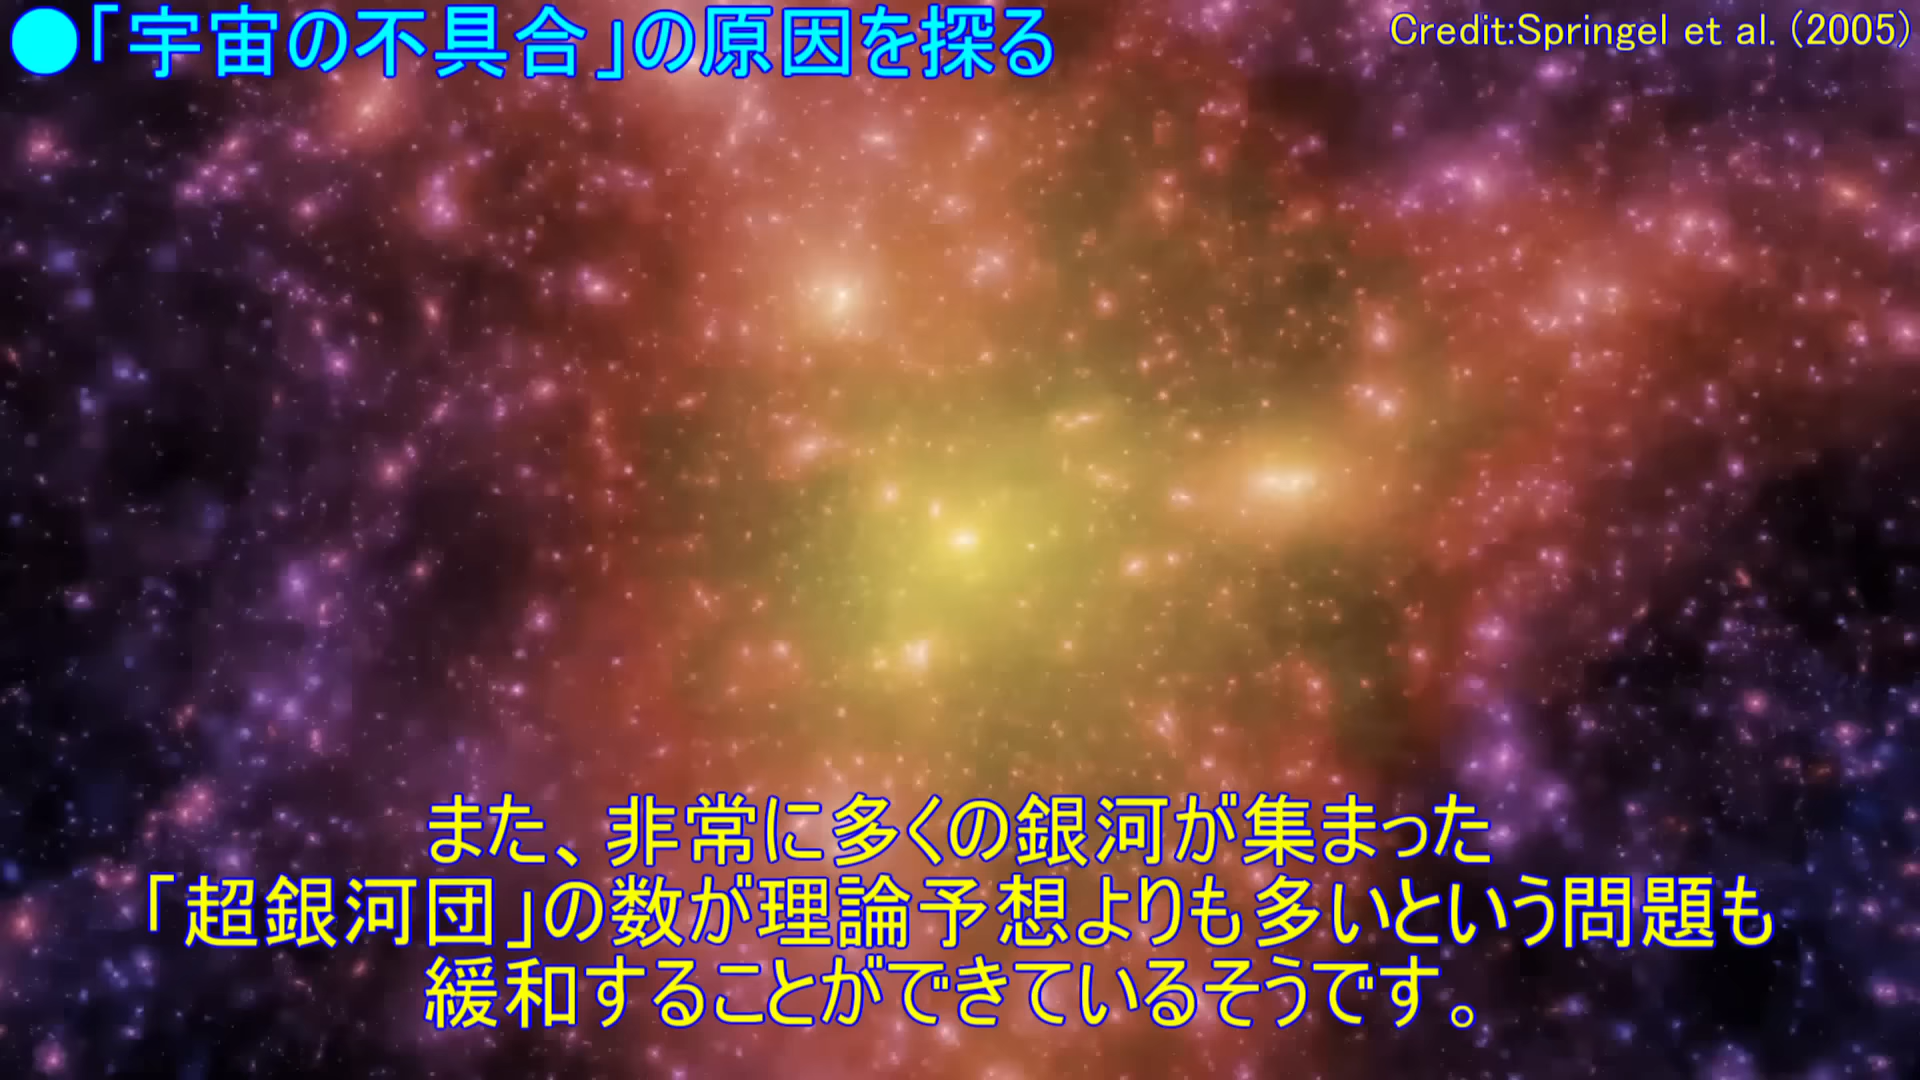 ●「宇宙の不具合」の原因を探る
Credit:Springel et al. (2005)
また、非常に多くの銀河が集まった
「超銀河団」の数が理論予想よりも多いという問題も
緩和することができているそうです。